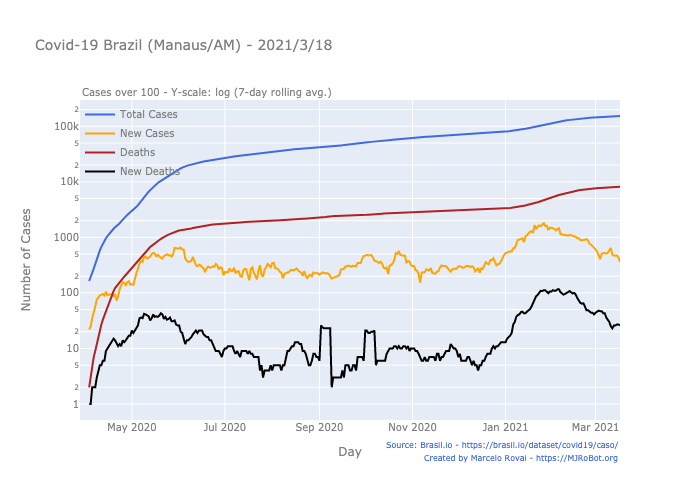 Covid-19 Brazil (Manaus/AM) - 2021/3/18
Cases over 100 - Y-scale: log (7-day rolling avg.)
Total Cases
New Cases
Deaths
New Deaths
2
100k
5
2
10k
5
2
1000
5
2
100
5
2
10
5
2
1
Number of Cases
May 2020
Jul 2020
Sep 2020
Nov 2020
Jan 2021
Mar 2021
Day
Source: Brasil.io - https://brasil.io/dataset/covid19/caso/
Created by Marcelo Rovai - https://MJRoBot.org